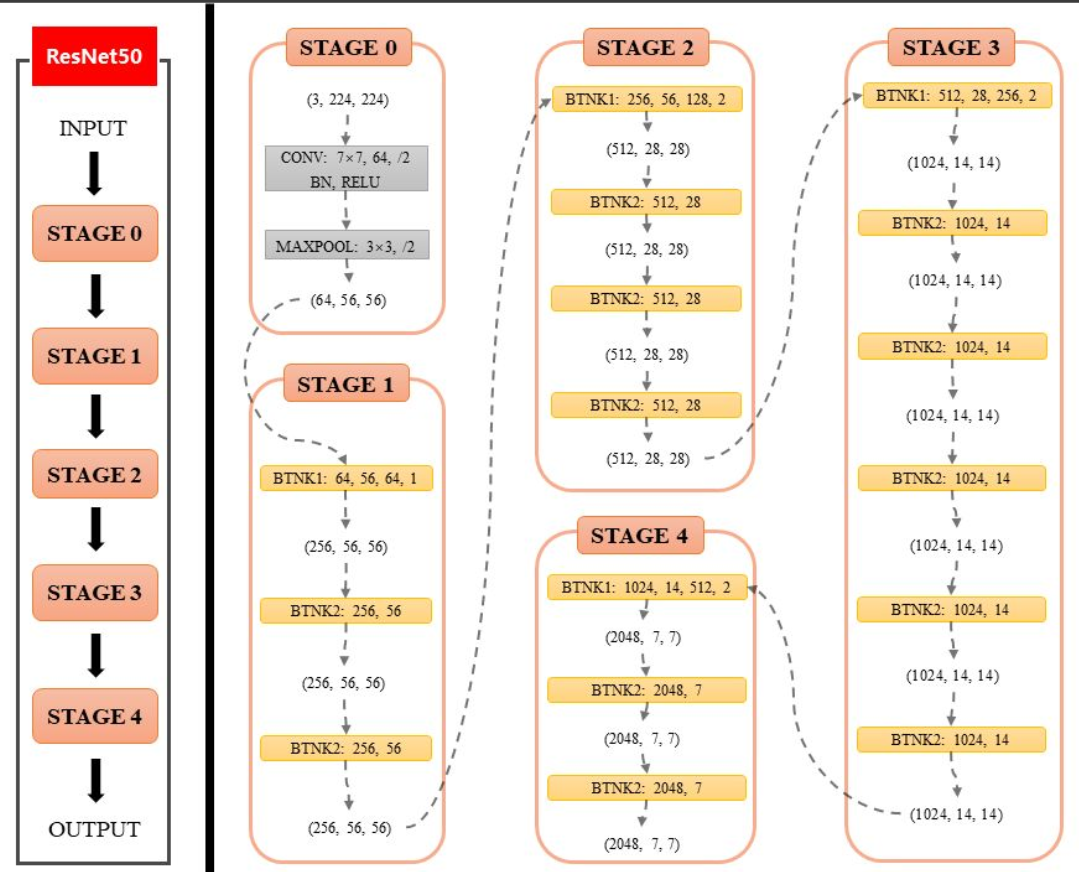 ResNet50
INPUT
STAGE 0
STAGE 1
STAGE 2
STAGE 3
STAGE 4
OUTPUT
STAGE 0
(3, 224, 224)
CONV: 7×7, 64, /2
BN, RELU
MAXPOOL: 3×3, /2
(64, 56, 56)
STAGE 1
BTNK1: 64, 56, 64, 1
(256, 56, 56)
BTNK2: 256, 56
(256, 56, 56)
BTNK2: 256, 56
(256, 56, 56)
STAGE 2
BTNK1: 256, 56, 128, 2
(512, 28, 28)
BTNK2: 512, 28
(512, 28, 28)
BTNK2: 512, 28
(512, 28, 28)
BTNK2: 512, 28
(512, 28, 28)
STAGE 3
BTNK1: 512, 28, 256, 2
(1024, 14, 14)
BTNK2: 1024, 14
(1024, 14, 14)
BTNK2: 1024, 14
(1024, 14, 14)
BTNK2: 1024, 14
(1024, 14, 14)
BTNK2: 1024, 14
(1024, 14, 14)
BTNK2: 1024, 14
(1024, 14, 14)
STAGE 4
BTNK1: 1024, 14, 512, 2
(2048, 7, 7)
BTNK2: 2048, 7
(2048, 7, 7)
BTNK2: 2048, 7
(2048, 7, 7)